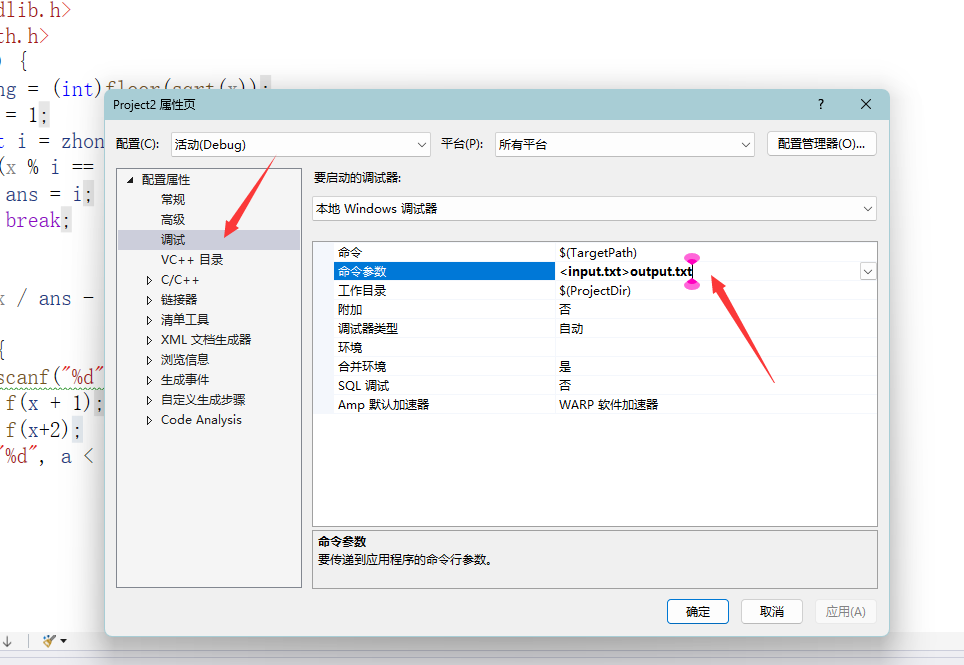 dlib.h>
th.h>
) {
ng = (int)floor(sqrt(x));
= 1;
t i = zhon
(x % i ==
ans = i;
break;
x / ans -
{
scanf("%d"
f(x + 1);
f(x+2);
"%d", a <
Project2 属性页
?
配置(C):
活动(Debug)
平台(P):
所有平台
配置管理器(O)...
配置属性
常规
高级
调试
VC++ 目录
C/C++
链接器
清单工具
XML 文档生成器
浏览信息
生成事件
自定义生成步骤
Code Analysis
要启动的调试器:
本地 Windows 调试器
命令 $(TargetPath)
命令参数 <input.txt>output.txt
工作目录 $(ProjectDir)
附加 否
调试器类型 自动
环境
合并环境 是
SQL 调试 否
Amp 默认加速器 WARP 软件加速器
命令参数
要传递到应用程序的命令行参数。
确定
取消
应用(A)